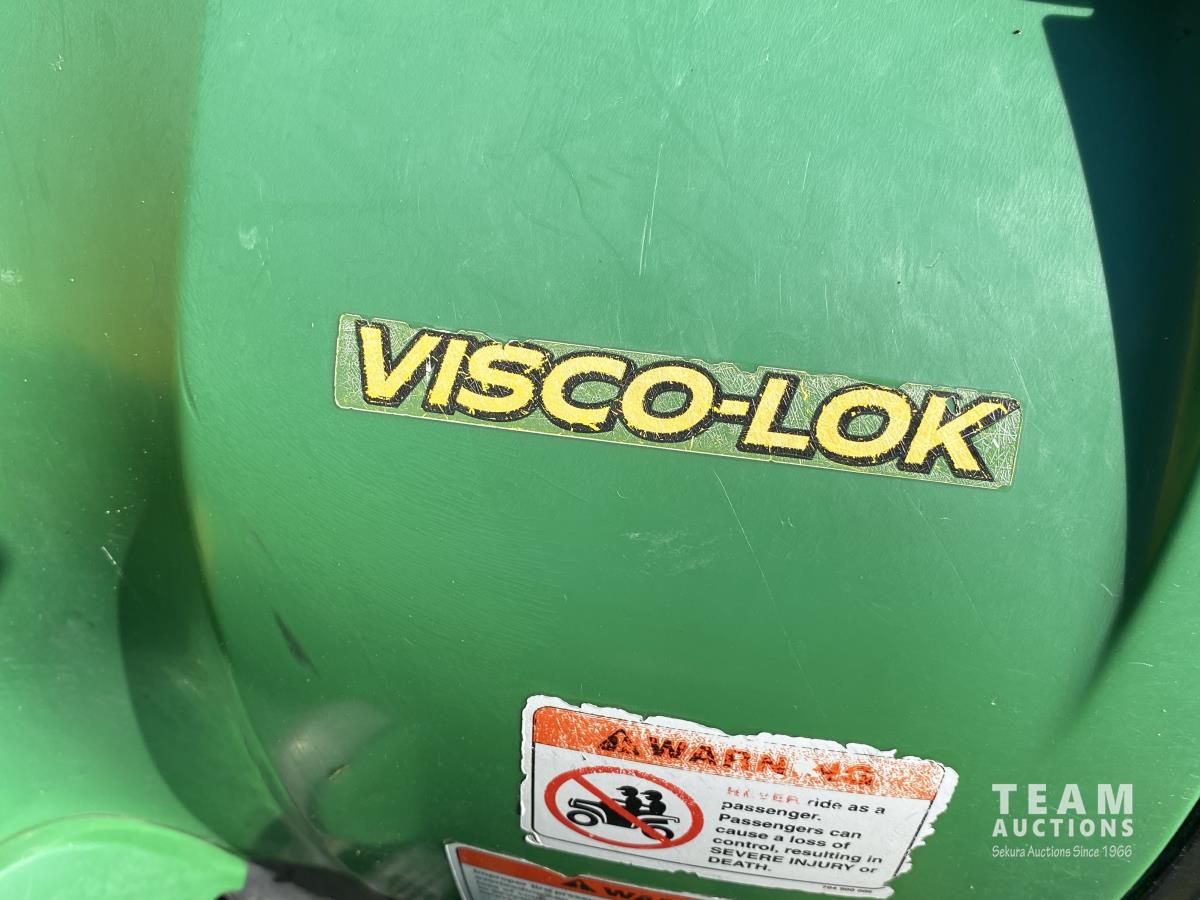 VISCO-LOK
WARNING
NEVER ride as a
passenger.
Passengers can
cause a loss of
control, resulting in
SEVERE INJURY or
DEATH.
TEAM
AUCTIONS
Sekura Auctions Since 1966